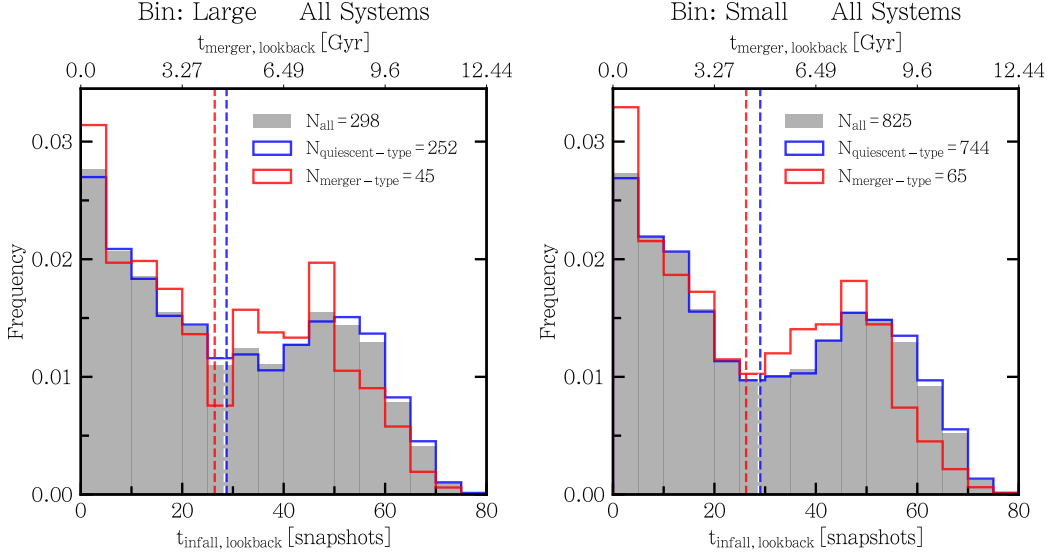 Bin: Large All Systems
t_merger, lookback [Gyr]
0.0 3.27 6.49 9.6 12.44
N_all = 298
N_quiescent-type = 252
N_merger-type = 45
Frequency
0.03
0.02
0.01
0.00
0 20 40 60 80
t_infall, lookback [snapshots]
Bin: Small All Systems
t_merger, lookback [Gyr]
0.0 3.27 6.49 9.6 12.44
N_all = 825
N_quiescent-type = 744
N_merger-type = 65
Frequency
0.03
0.02
0.01
0.00
0 20 40 60 80
t_infall, lookback [snapshots]